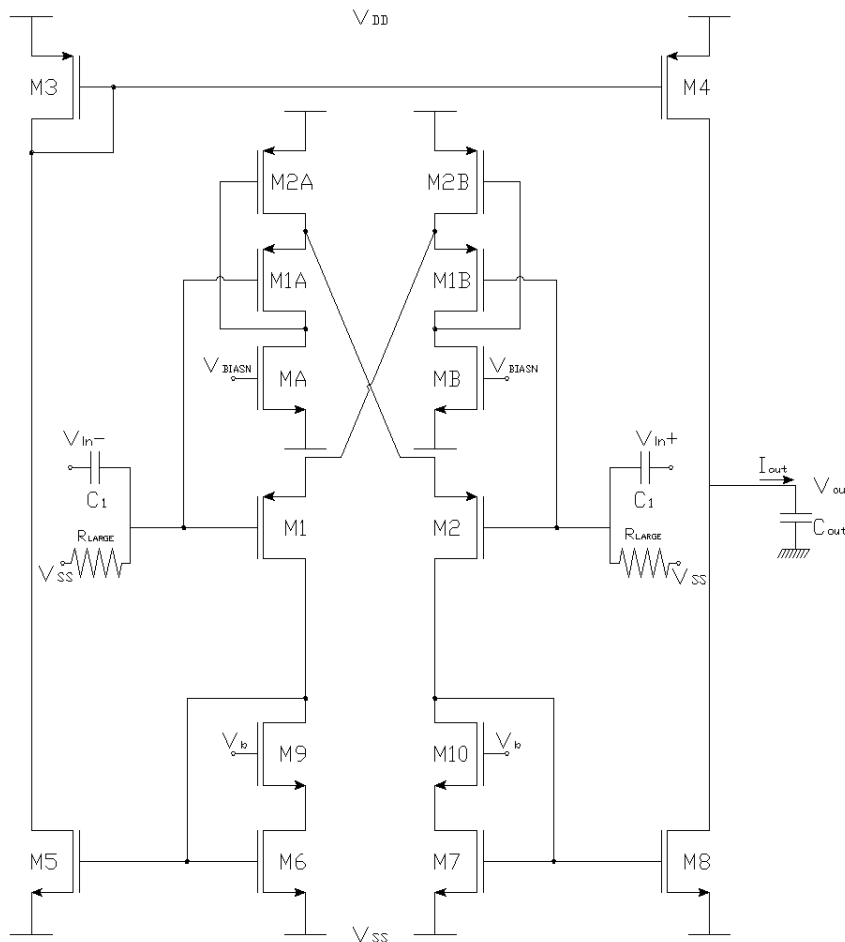 VDD
M3
M4
M2A
M2B
M1A
M1B
VBIASN
MA
MB
VBIASN
VIn-
C1
RLARGE
VSS
M1
M2
VIn+
C1
RLARGE
VSS
Iout
Vou
Cout
Vb
M9
M10
Vb
M5
M6
M7
M8
VSS